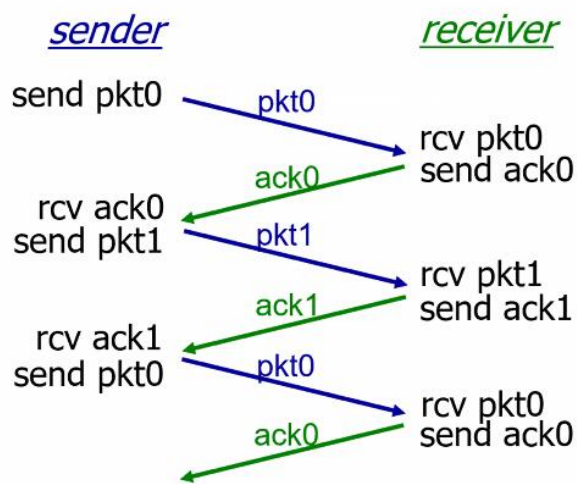 sender
receiver
send pkt0
pkt0
rcv pkt0
send ack0
ack0
rcv ack0
send pkt1
pkt1
rcv pkt1
send ack1
ack1
rcv ack1
send pkt0
pkt0
rcv pkt0
send ack0
ack0